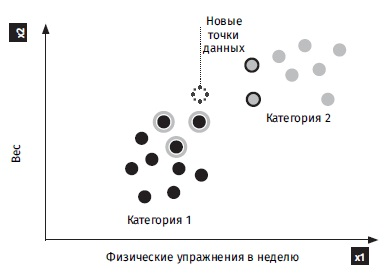 Новые
точки
данных
x2
Категория 2
Вес
Категория 1
Физические упражнения в неделю
x1